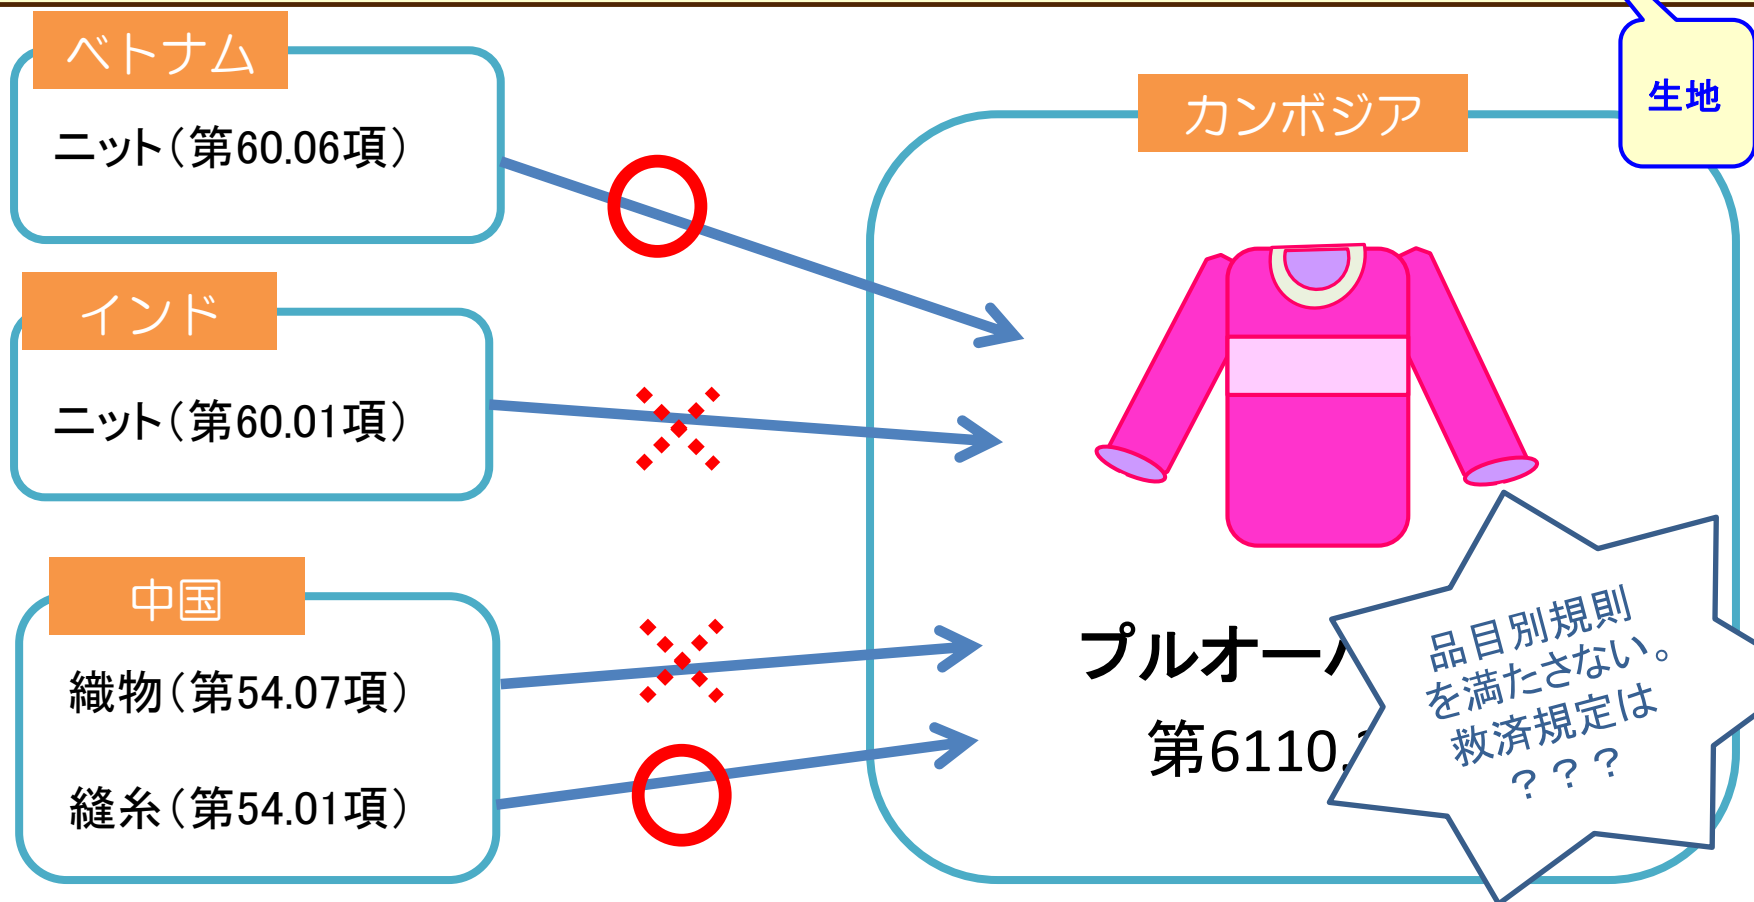 生地
ベトナム
ニット（第60.06項）
インド
ニット（第60.01項）
中国
織物（第54.07項）
縫糸（第54.01項）
カンボジア
プルオー
第6110.
品目別規則
を満たさない。
救済規定は
？？？